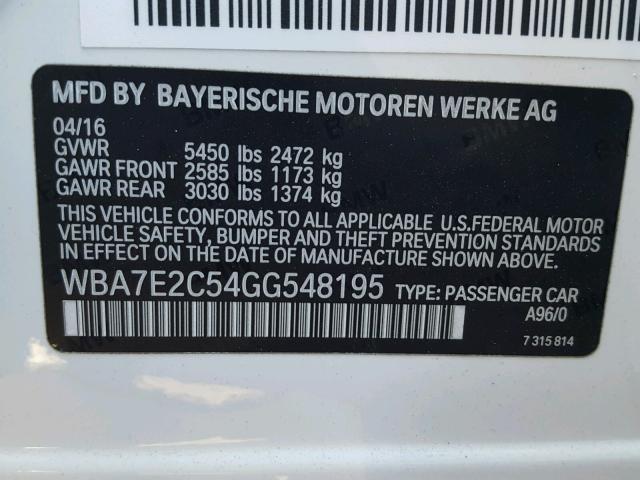 MFD BY BAYERISCHE MOTOREN WERKE AG
04/16
GVWR 5450 lbs 2472 kg
GAWR FRONT 2585 lbs 1173 kg
GAWR REAR 3030 lbs 1374 kg
THIS VEHICLE CONFORMS TO ALL APPLICABLE U.S.FEDERAL MOTOR
VEHICLE SAFETY, BUMPER AND THEFT PREVENTION STANDARDS
IN EFFECT ON THE DATE OF MANUFACTURE SHOWN ABOVE.
WBA7E2C54GG548195 TYPE: PASSENGER CAR
A96/0
7 315 814